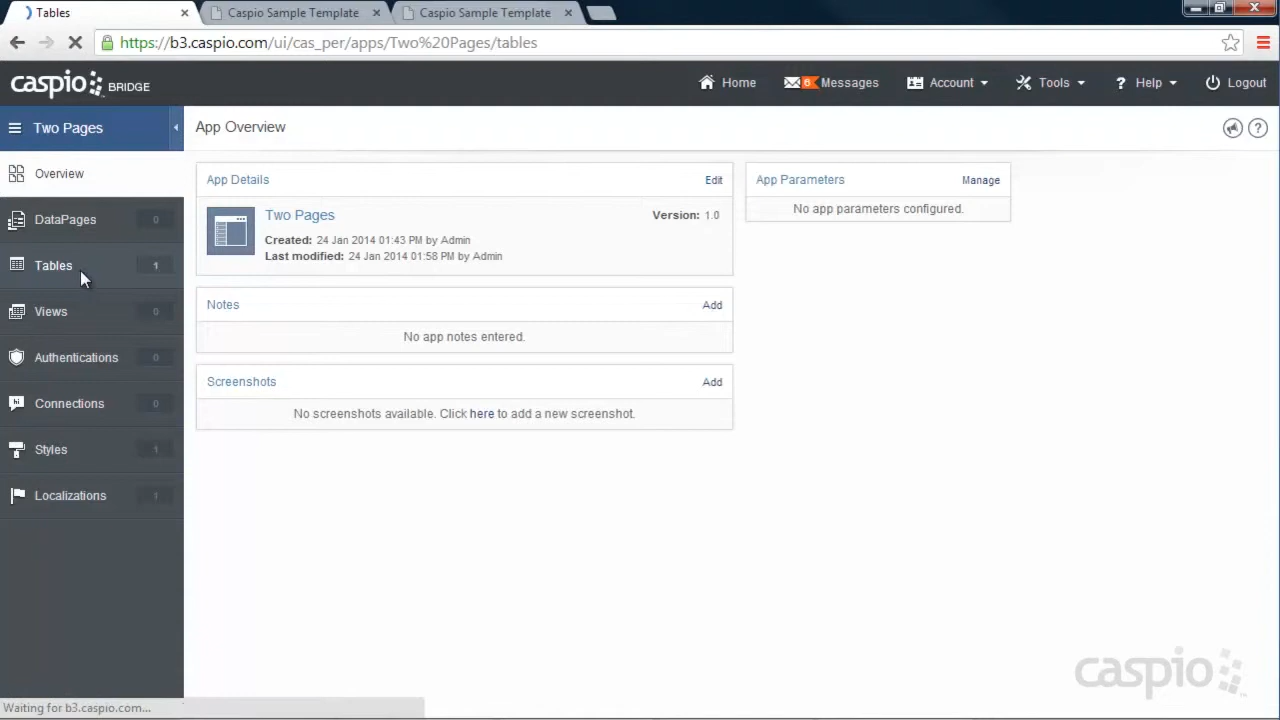 Tables
Caspio Sample Template
Caspio Sample Template
https://b3.caspio.com/ui/cas_per/apps/Two%20Pages/tables
caspio BRIDGE
Home
6 Messages
Account
Tools
? Help
Logout
Two Pages
App Overview
?
Overview
DataPages 0
Tables 1
Views 0
Authentications 0
hi Connections 0
Styles 1
Localizations 1
App Details Edit
Two Pages
Version: 1.0
Created: 24 Jan 2014 01:43 PM by Admin
Last modified: 24 Jan 2014 01:58 PM by Admin
App Parameters Manage
No app parameters configured.
Notes Add
No app notes entered.
Screenshots Add
No screenshots available. Click here to add a new screenshot.
caspio
Waiting for b3.caspio.com...